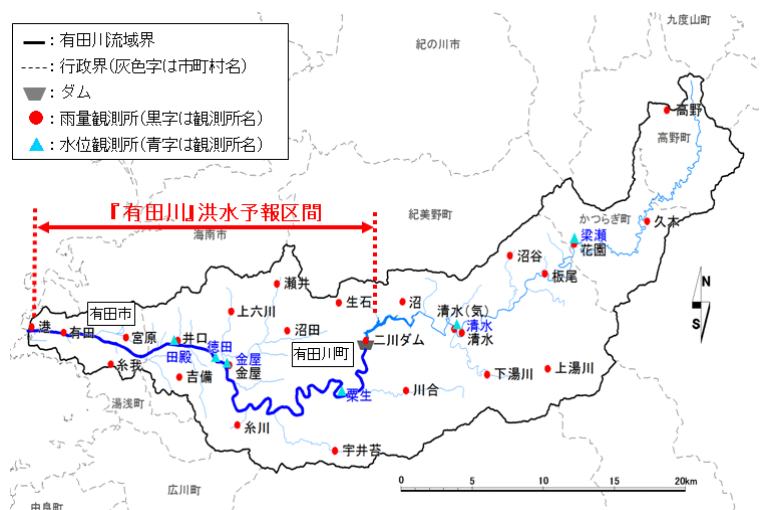 九度山町
紀の川市
：有田川流域界
：行政界(灰色字は市町村名)
：ダム
：雨量観測所(黒字は観測所名)
：水位観測所(青字は観測所名)
高野
高野町
『有田川』洪水予報区間
海南市
紀美野町
かつらぎ町
久木
梁瀬
花園
沼谷
板尾
瀬井
生石
沼
清水(気)
清水
清水
上六川
沼田
有田市
港
有田
宮原
井口
徳田
田殿
金屋
金屋
有田川町
二川ダム
糸我
吉備
粟生
川合
下湯川
上湯川
湯浅町
糸川
宇井苔
広川町
由良町
N
S
0 5 10 15 20km